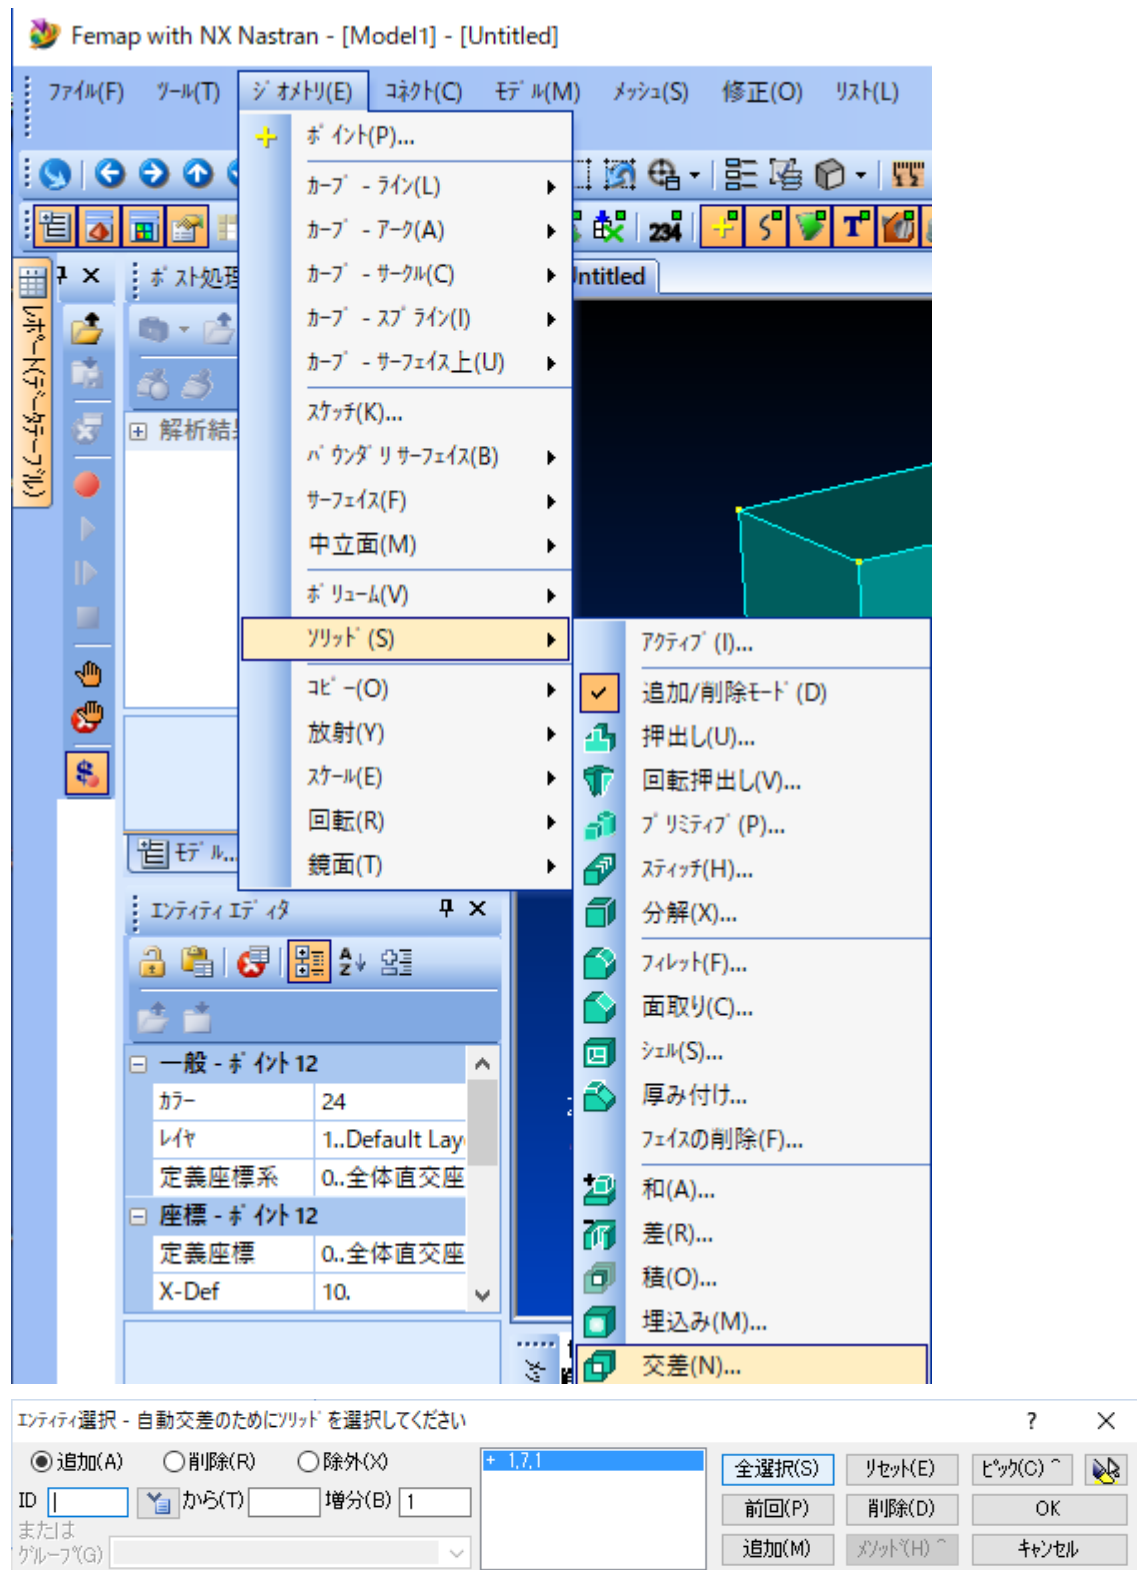 Femap with NX Nastran - [Model1] - [Untitled]
ファイル(F) ツール(T) ジオメトリ(E) コネクト(C) モデル(M) メッシュ(S) 修正(O) リスト(L)
ポイント(P)...
カーブ - ライン(L)
カーブ - アーク(A)
234
T
カーブ - サークル(C)
ポスト処理
Untitled
レポート(データテーブル)
カーブ - スプライン(I)
カーブ - サーフェイス上(U)
スケッチ(K)...
解析結果
バウンダリ サーフェイス(B)
サーフェイス(F)
中立面(M)
ボリューム(V)
ソリッド(S)
アクティブ(I)...
コピー(O)
追加/削除モード(D)
放射(Y)
押出し(U)...
スケール(E)
回転押出し(V)...
回転(R)
プリミティブ(P)...
モデル...
鏡面(T)
スティッチ(H)...
エンティティ エディタ
分解(X)...
フィレット(F)...
面取り(C)...
一般 - ポイント 12
シェル(S)...
カラー 24
厚み付け...
レイヤ 1..Default Lay
フェイスの削除(F)...
定義座標系 0..全体直交座
和(A)...
座標 - ポイント 12
差(R)...
定義座標 0..全体直交座
積(O)...
X-Def 10.
埋込み(M)...
交差(N)...
エンティティ選択 - 自動交差のためにソリッドを選択してください ? ×
追加(A) 削除(R) 除外(X) + 1,7,1 全選択(S) リセット(E) ピック(C) ^
ID から(T) 増分(B) 1 前回(P) 削除(D) OK
または
グループ(G) 追加(M) メソッド(H) ^ キャンセル